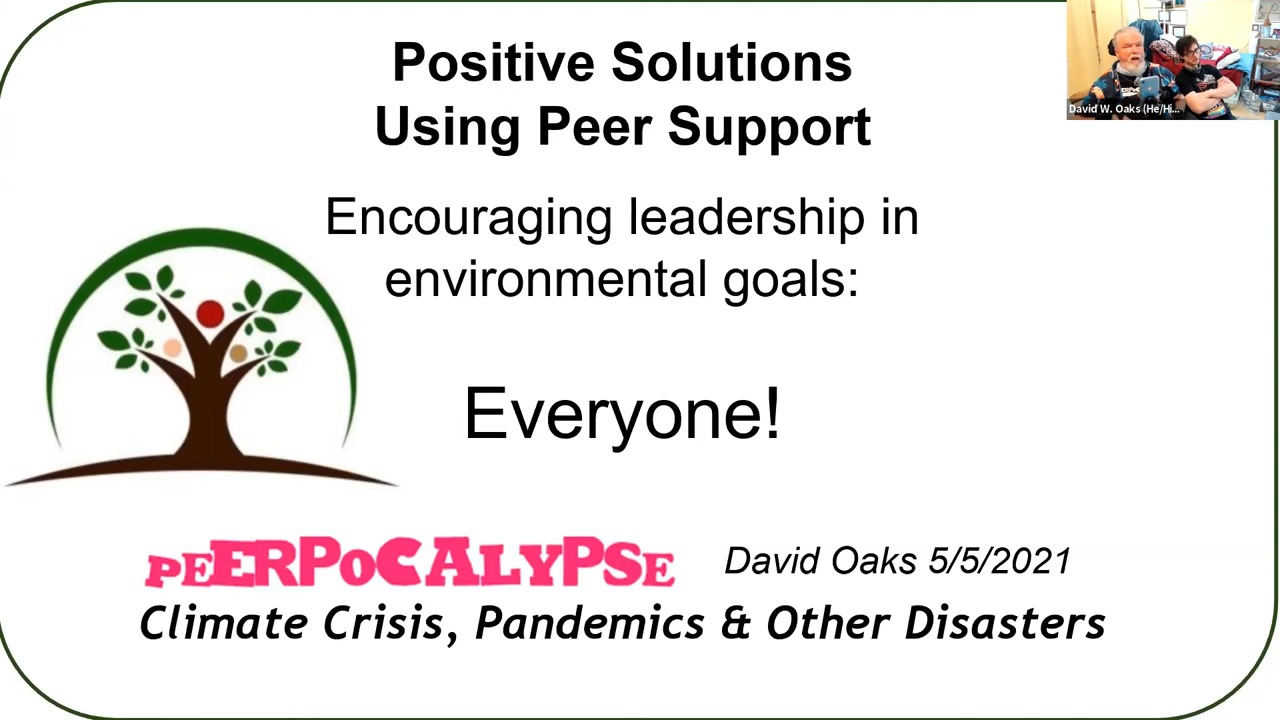 Positive Solutions
Using Peer Support
David W. Oaks (He/Hi...
Encouraging leadership in
environmental goals:
Everyone!
PEERPOCALYPSE
David Oaks 5/5/2021
Climate Crisis, Pandemics & Other Disasters